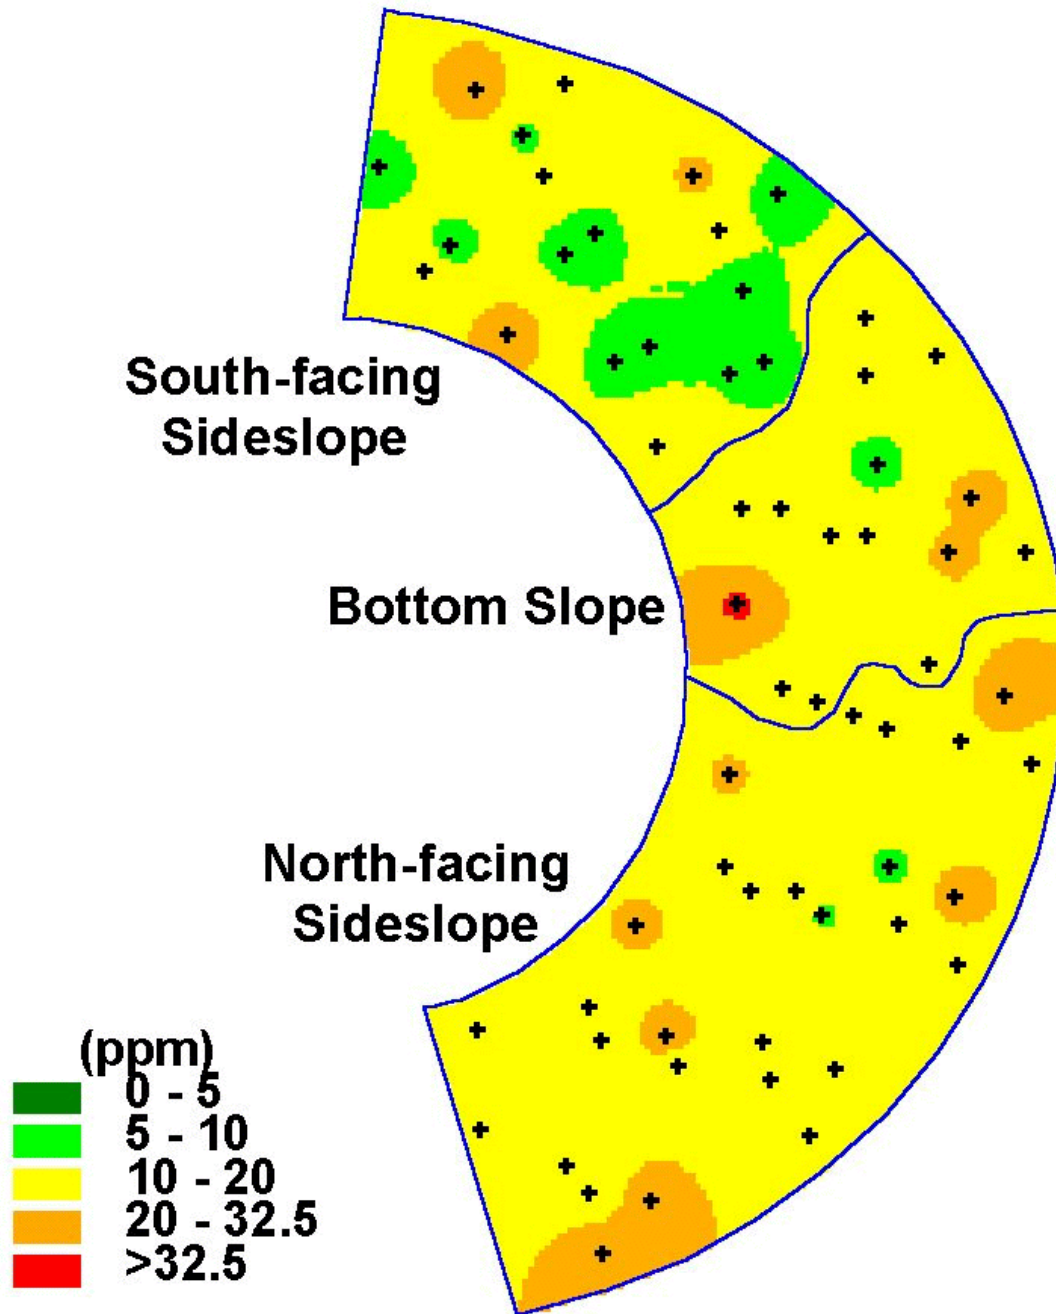 South-facing
Sideslope
Bottom Slope
North-facing
Sideslope
(ppm)
0 - 5
5 - 10
10 - 20
20 - 32.5
>32.5